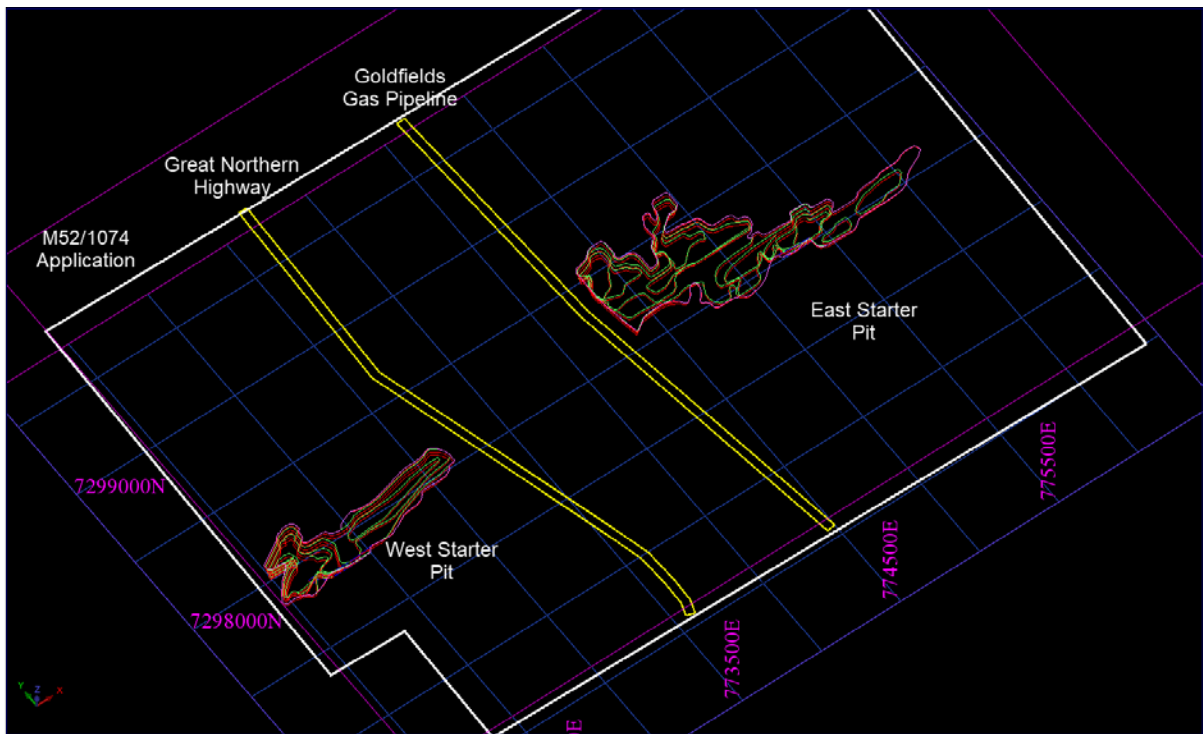 Goldfields
Gas Pipeline
Great Northern
Highway
M52/1074
Application
East Starter
Pit
7299000N
775500E
West Starter
Pit
774500E
7298000N
773500E
E
Y
Z
X